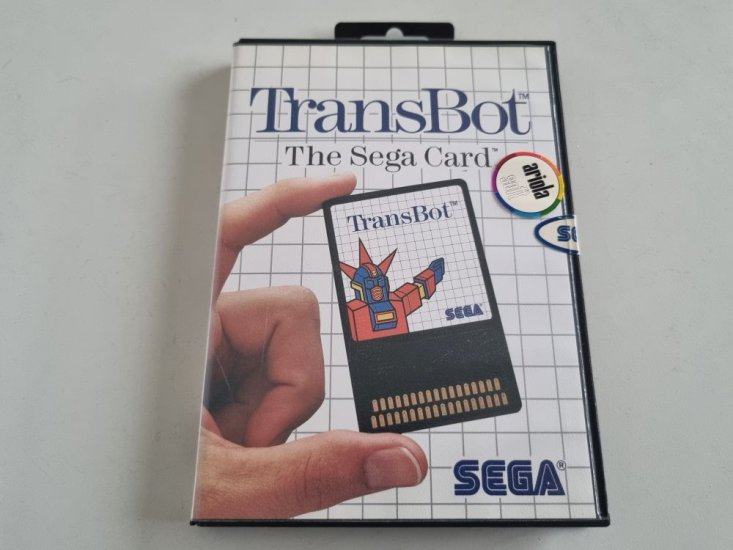 TransBot™
The Sega Card™
ariola
TransBot™
SEGA
SEGA®